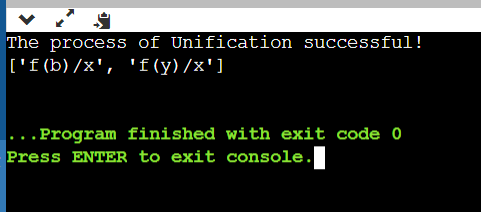 The process of Unification successful!
['f(b)/x', 'f(y)/x']
...Program finished with exit code 0
Press ENTER to exit console.